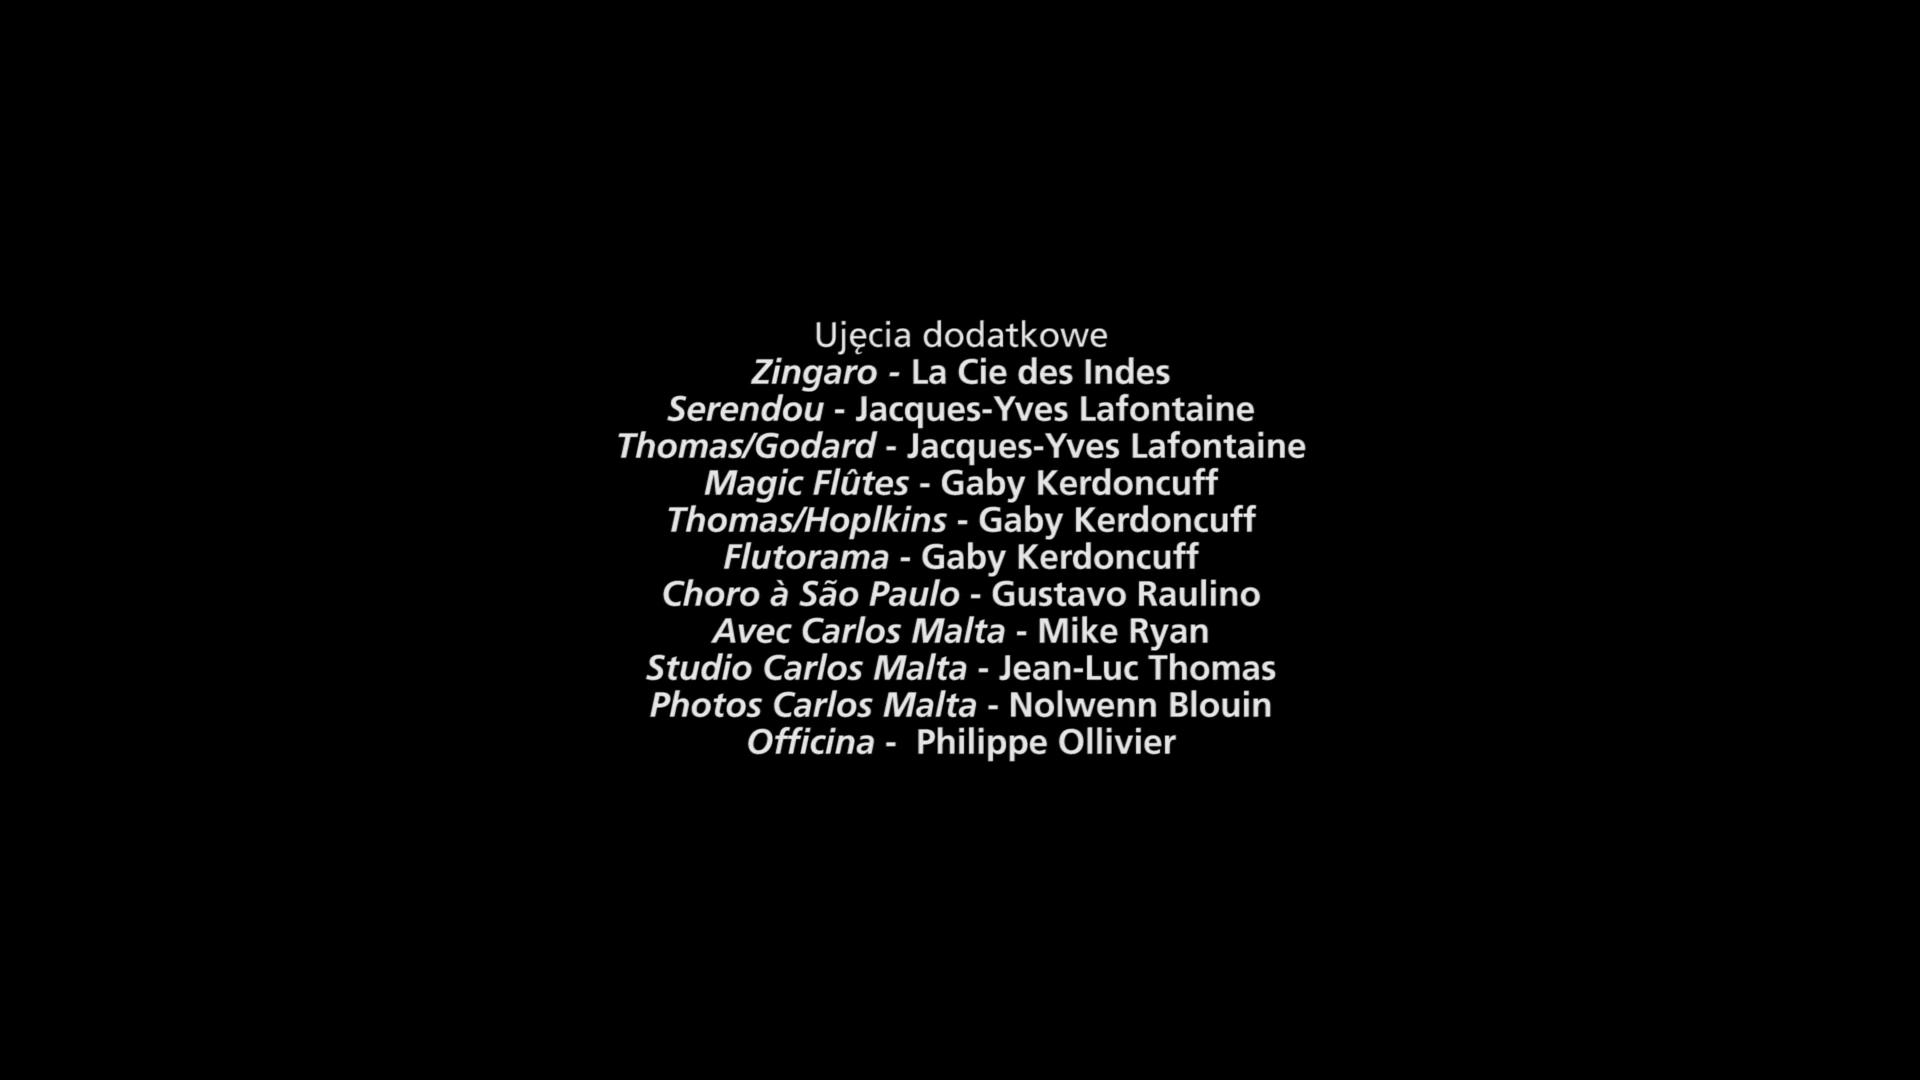 Ujęcia dodatkowe
Zingaro - La Cie des Indes
Serendou - Jacques-Yves Lafontaine
Thomas/Godard - Jacques-Yves Lafontaine
Magic Flûtes - Gaby Kerdoncuff
Thomas/Hoplkins - Gaby Kerdoncuff
Flutorama - Gaby Kerdoncuff
Choro à São Paulo - Gustavo Raulino
Avec Carlos Malta - Mike Ryan
Studio Carlos Malta - Jean-Luc Thomas
Photos Carlos Malta - Nolwenn Blouin
Officina -  Philippe Ollivier